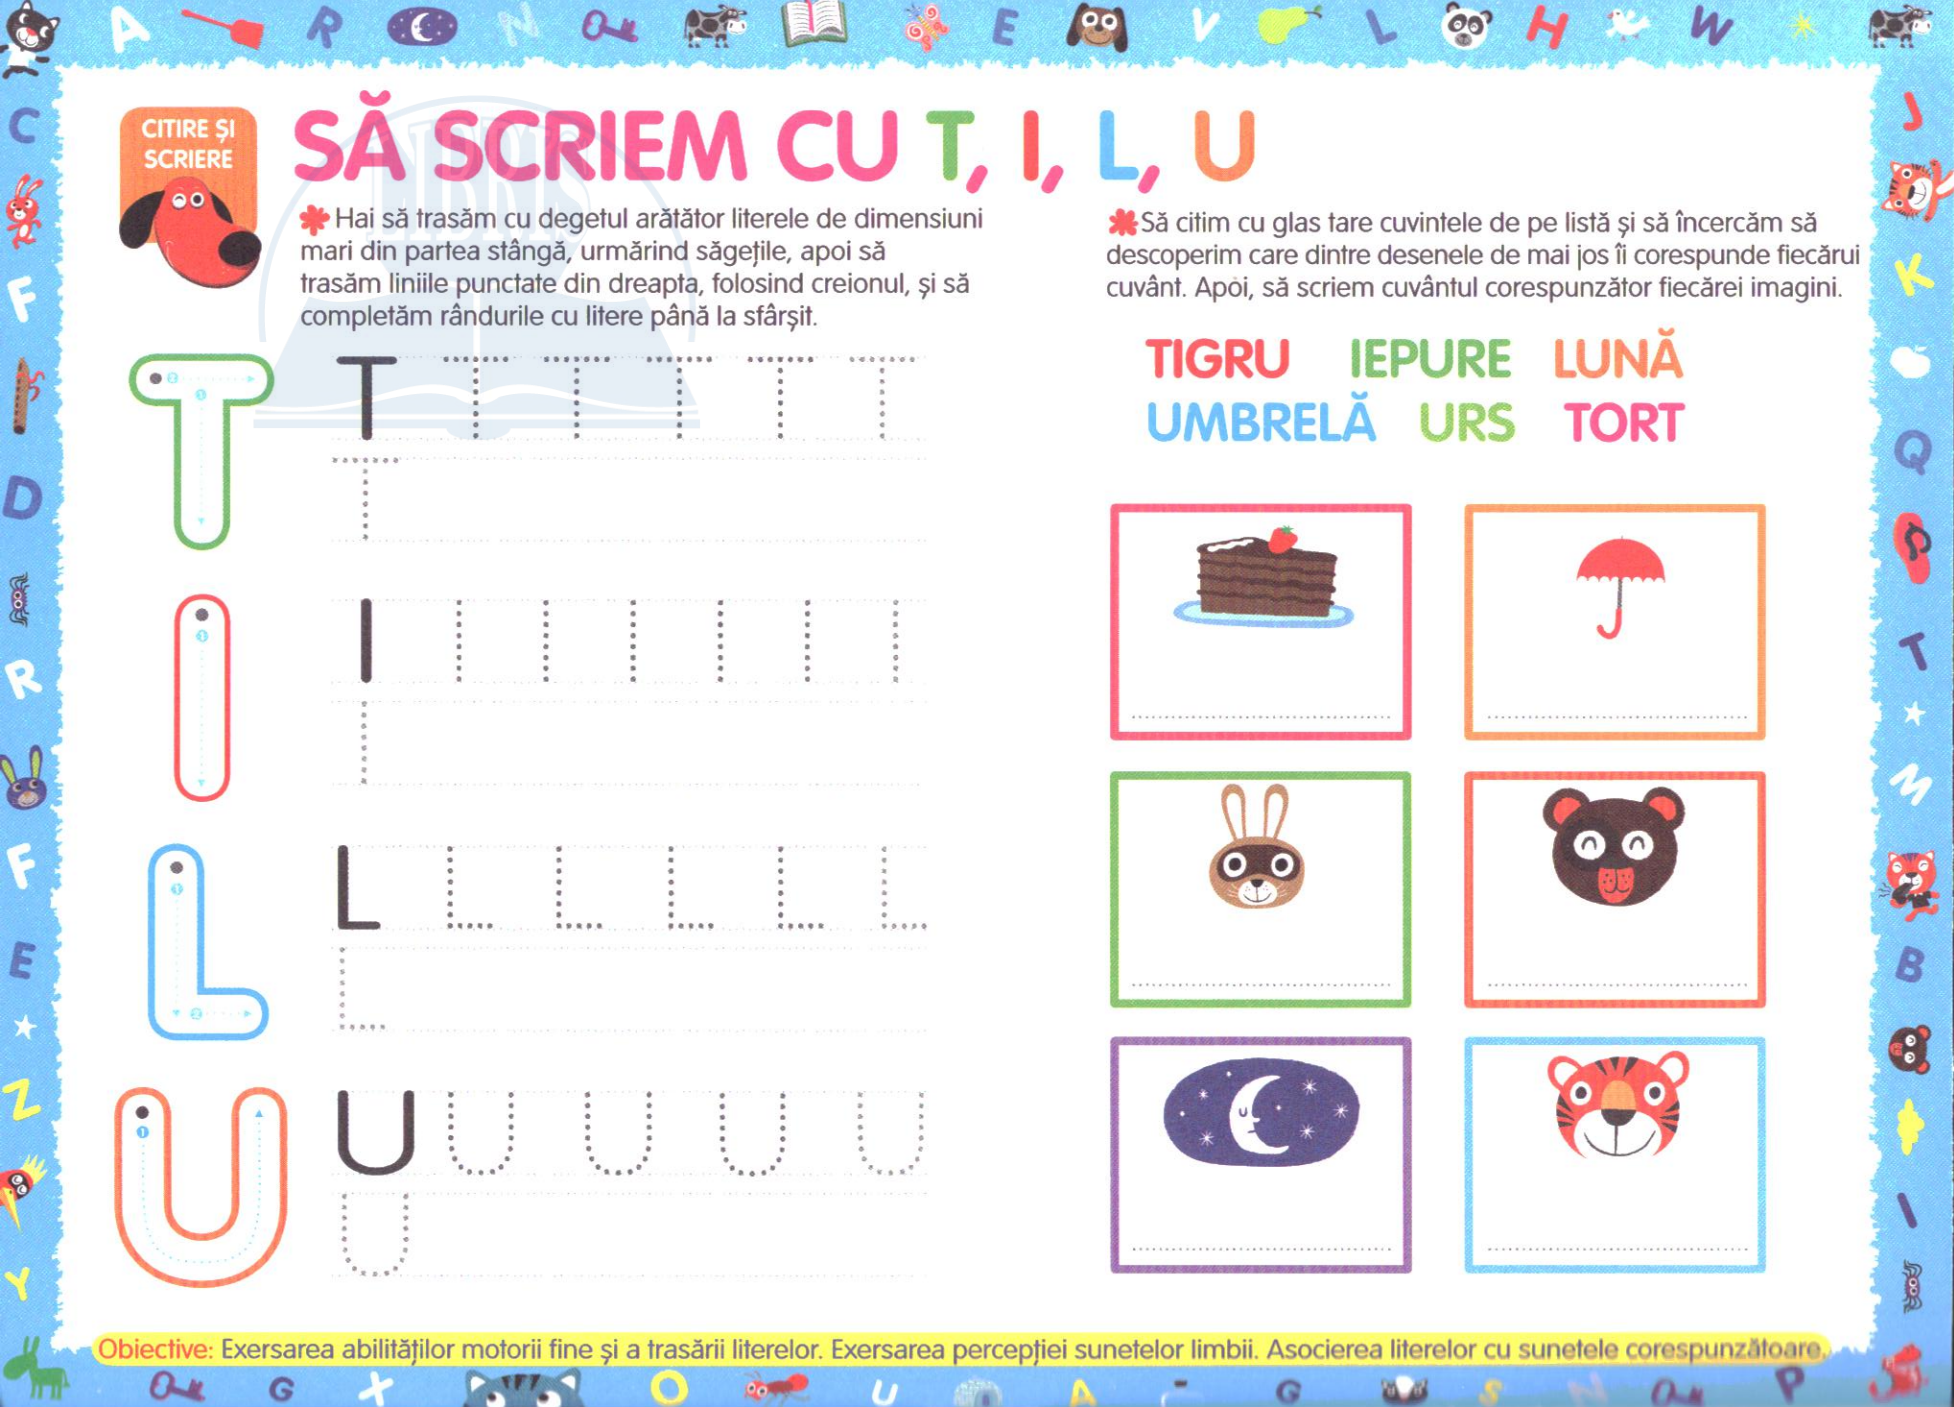 CITIRE ȘI
SCRIERE
SĂ SCRIEM CU T, I, L, U
LIBRIS
Hai să trasăm cu degetul arătător literele de dimensiuni
mari din partea stângă, urmărind săgețile, apoi să
trasăm liniile punctate din dreapta, folosind creionul, și să
completăm rândurile cu litere până la sfârșit.
T
T T T T T T
T
I
I I I I I I I
I
L
L L L L L L
L
U
U U U U U
U
Să citim cu glas tare cuvintele de pe listă și să încercăm să
descoperim care dintre desenele de mai jos îi corespunde fiecărui
cuvânt. Apoi, să scriem cuvântul corespunzător fiecărei imagini.
TIGRU IEPURE LUNĂ
UMBRELĂ URS TORT
Obiective: Exersarea abilităților motorii fine și a trasării literelor. Exersarea percepției sunetelor limbii. Asocierea literelor cu sunetele corespunzătoare.
A R N E V L H W
C
F
D
R
F
E
Z
Y
J
K
Q
T
M
B
I
G X O U A G S N P